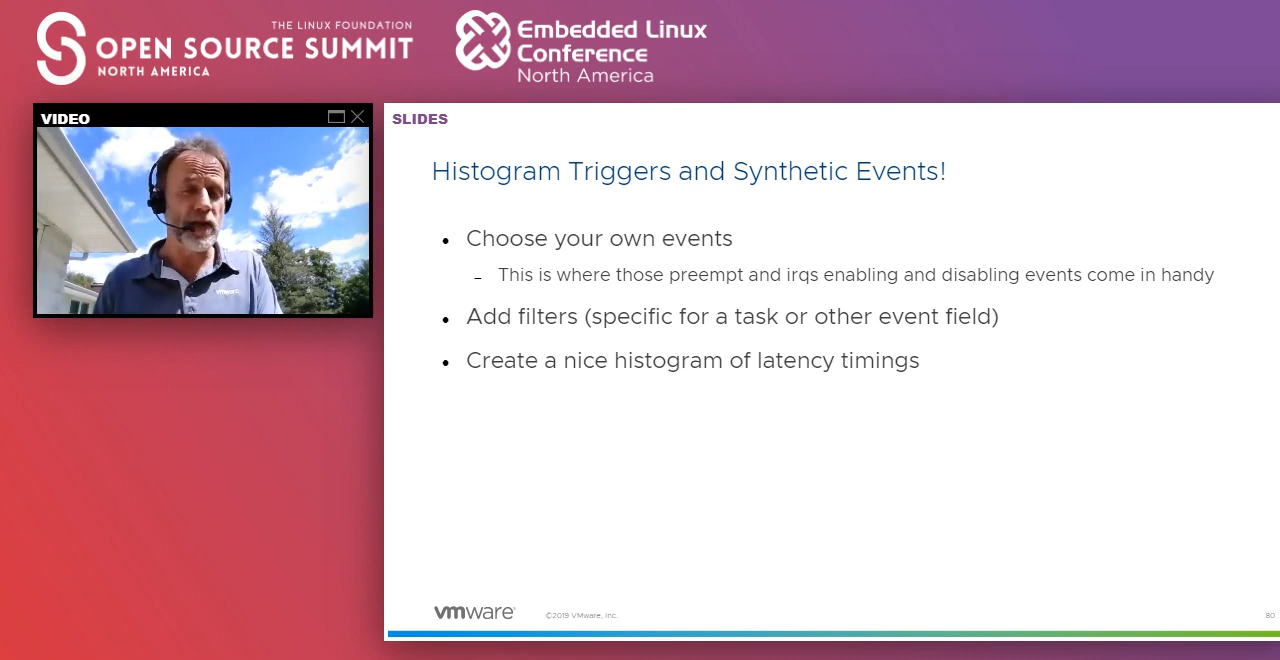 THE LINUX FOUNDATION
OPEN SOURCE SUMMIT
NORTH AMERICA
Embedded Linux
Conference
North America
VIDEO
vmware
SLIDES
Histogram Triggers and Synthetic Events!
• Choose your own events
– This is where those preempt and irqs enabling and disabling events come in handy
• Add filters (specific for a task or other event field)
• Create a nice histogram of latency timings
vmware®
©2019 VMware, Inc.
80